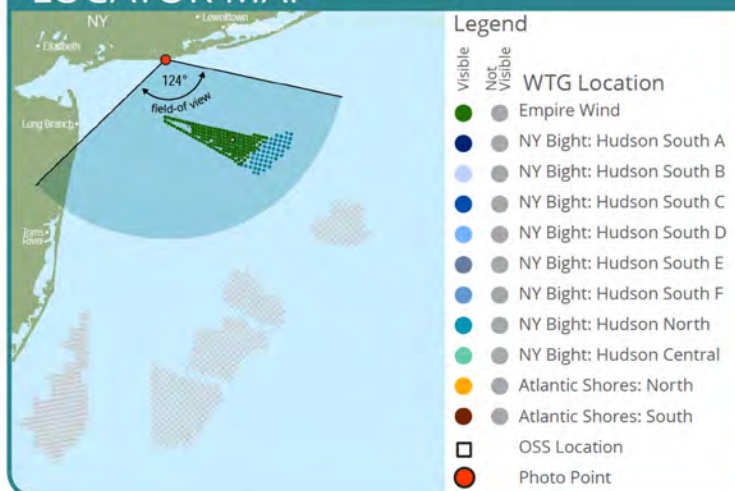 LOCATOR MAP
NY
Levittown
Elizabeth
124°
field-of view
Long Branch
Toms
River
Legend
Visible
Not
Visible
WTG Location
Empire Wind
NY Bight: Hudson South A
NY Bight: Hudson South B
NY Bight: Hudson South C
NY Bight: Hudson South D
NY Bight: Hudson South E
NY Bight: Hudson South F
NY Bight: Hudson North
NY Bight: Hudson Central
Atlantic Shores: North
Atlantic Shores: South
OSS Location
Photo Point